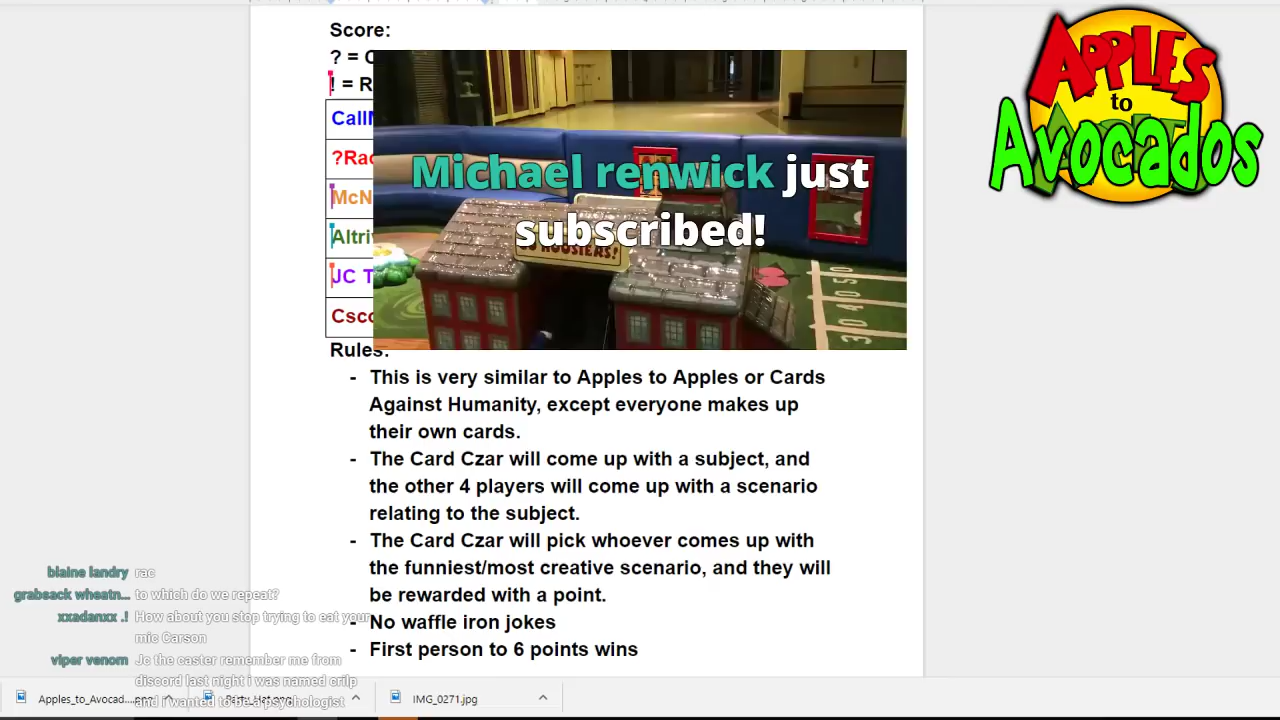 Score:
APPLES
to
Avocados
Michael renwick just
subscribed!
GO HOOSIERS!
Rules:
- This is very similar to Apples to Apples or Cards
Against Humanity, except everyone makes up
their own cards.
- The Card Czar will come up with a subject, and
the other 4 players will come up with a scenario
relating to the subject.
- The Card Czar will pick whoever comes up with
the funniest/most creative scenario, and they will
be rewarded with a point.
- No waffle iron jokes
- First person to 6 points wins
blaine landry rac
grabsack wheatn... to which do we repeat?
xxadanxx .! How about you stop trying to eat your
mic Carson
viper venom Jc the caster remember me from
discord last night i was named crilp
and i wanted to be a psychologist
Apples_to_Avocad....png
Party_Hat.png
IMG_0271.jpg